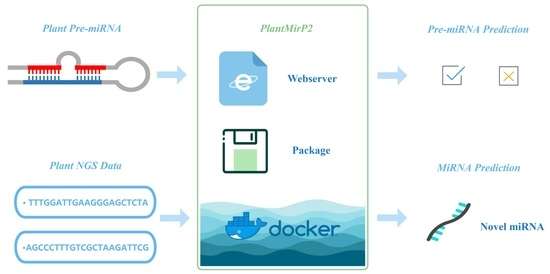 Plant Pre-miRNA
PlantMirP2
Pre-miRNA Prediction
Webserver
Package
Plant NGS Data
MiRNA Prediction
• TTTGGATTGAAGGGAGCTCTA
docker
Novel miRNA
•AGCCCTTTGTCGCTAAGATTCG